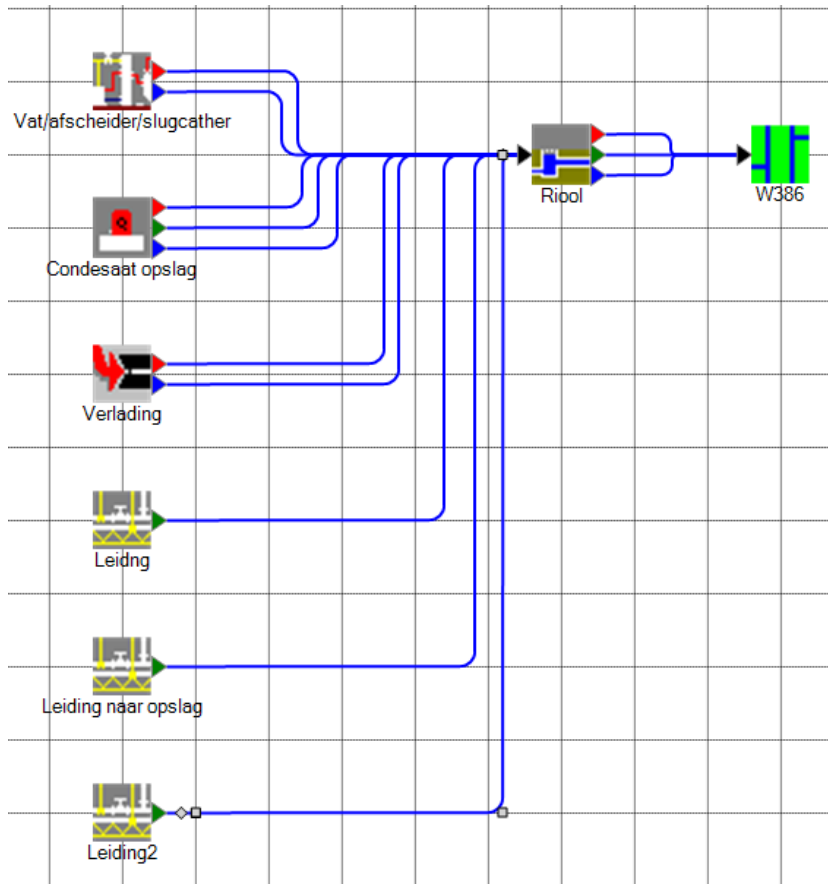 Vat/afscheider/slugcather
Riool
W386
Condesaat opslag
Verlading
Leidng
Leiding naar opslag
Leiding2